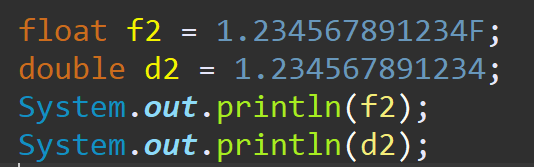 float f2 = 1.234567891234F;
double d2 = 1.234567891234;
System.out.println(f2);
System.out.println(d2);